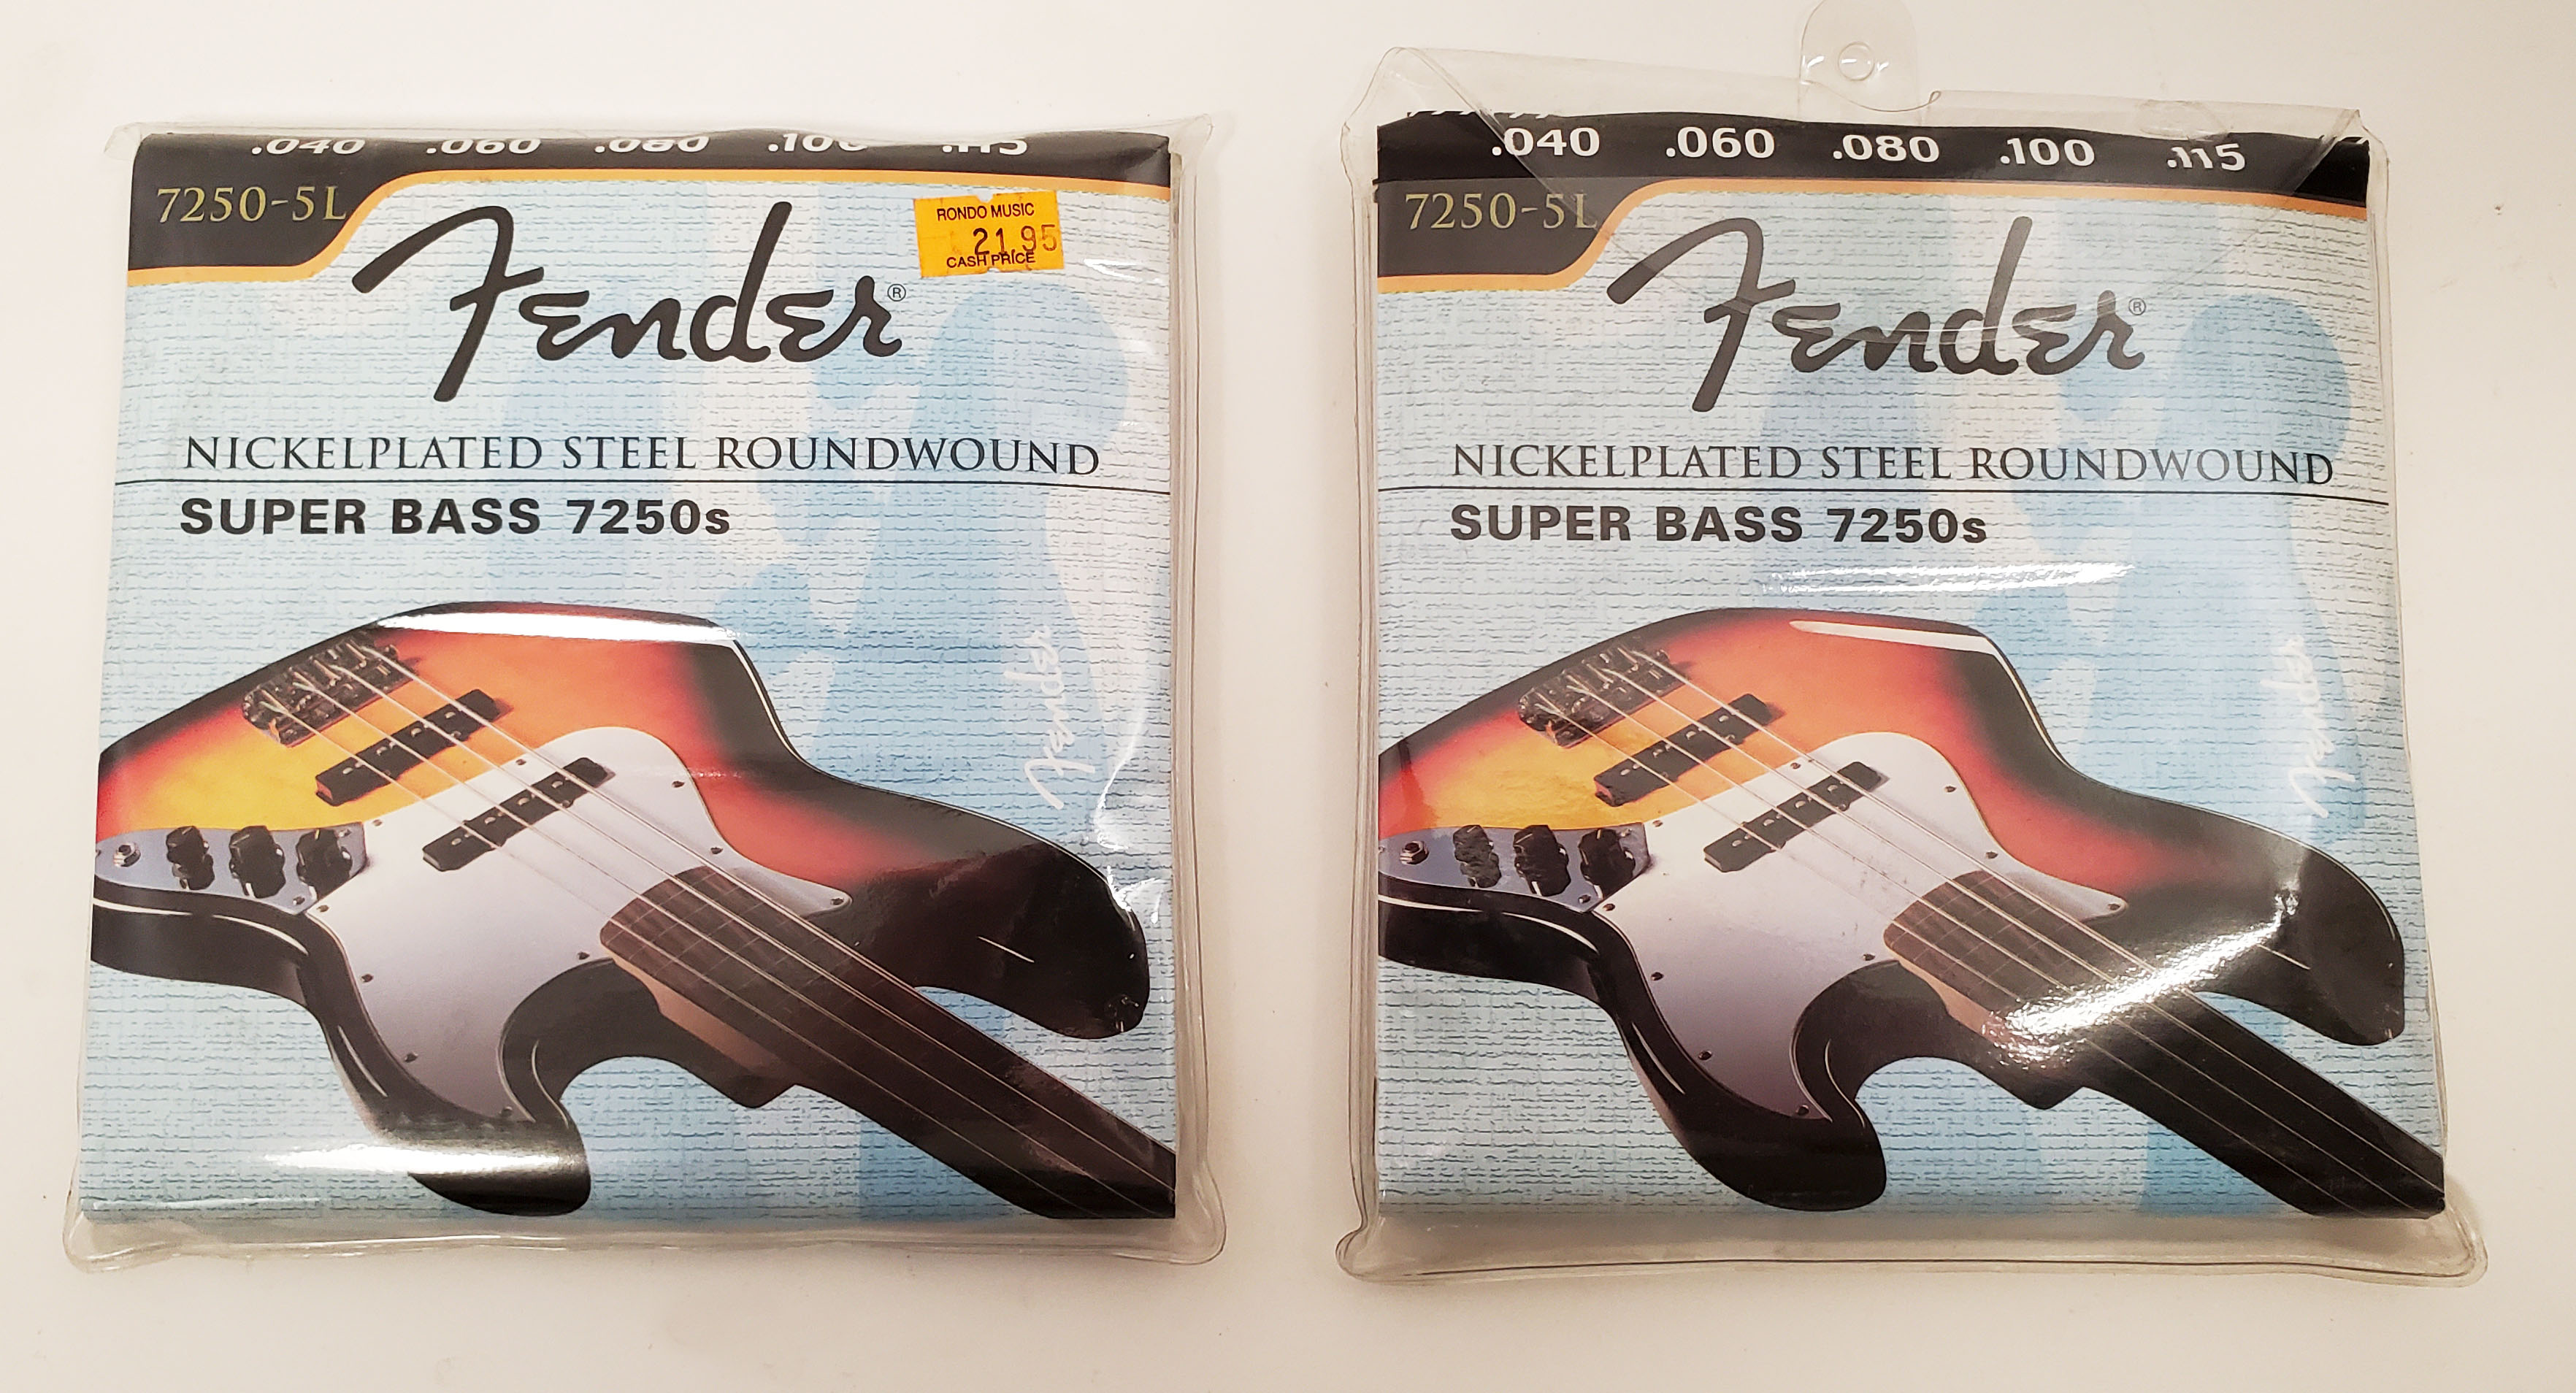 .040 .060 .080 .100 .115
7250-5L
Fender®
RONDO MUSIC
21.95
CASH PRICE
NICKELPLATED STEEL ROUNDWOUND
SUPER BASS 7250s
Fender
.040 .060 .080 .100 .115
7250-5L
Fender®
NICKELPLATED STEEL ROUNDWOUND
SUPER BASS 7250s
Fender